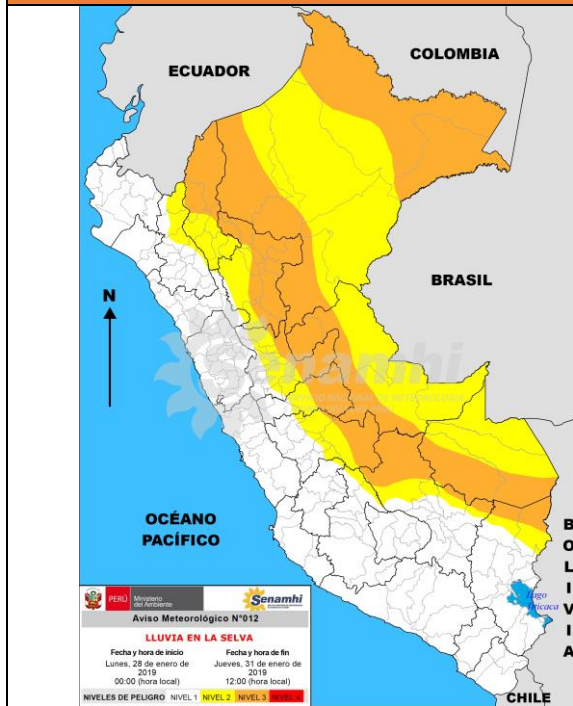 COLOMBIA
ECUADOR
BRASIL
N
Senamhi
OCÉANO
PACÍFICO
BOLIVIA
Lago
Titicaca
CHILE
PERÚ Ministerio
del Ambiente
Senamhi
Aviso Meteorológico N°012
LLUVIA EN LA SELVA
Fecha y hora de inicio Fecha y hora de fin
Lunes, 28 de enero de Jueves, 31 de enero de
2019 2019
00:00 (hora local) 12:00 (hora local)
NIVELES DE PELIGRO NIVEL 1 NIVEL 2 NIVEL 3 NIVEL 4